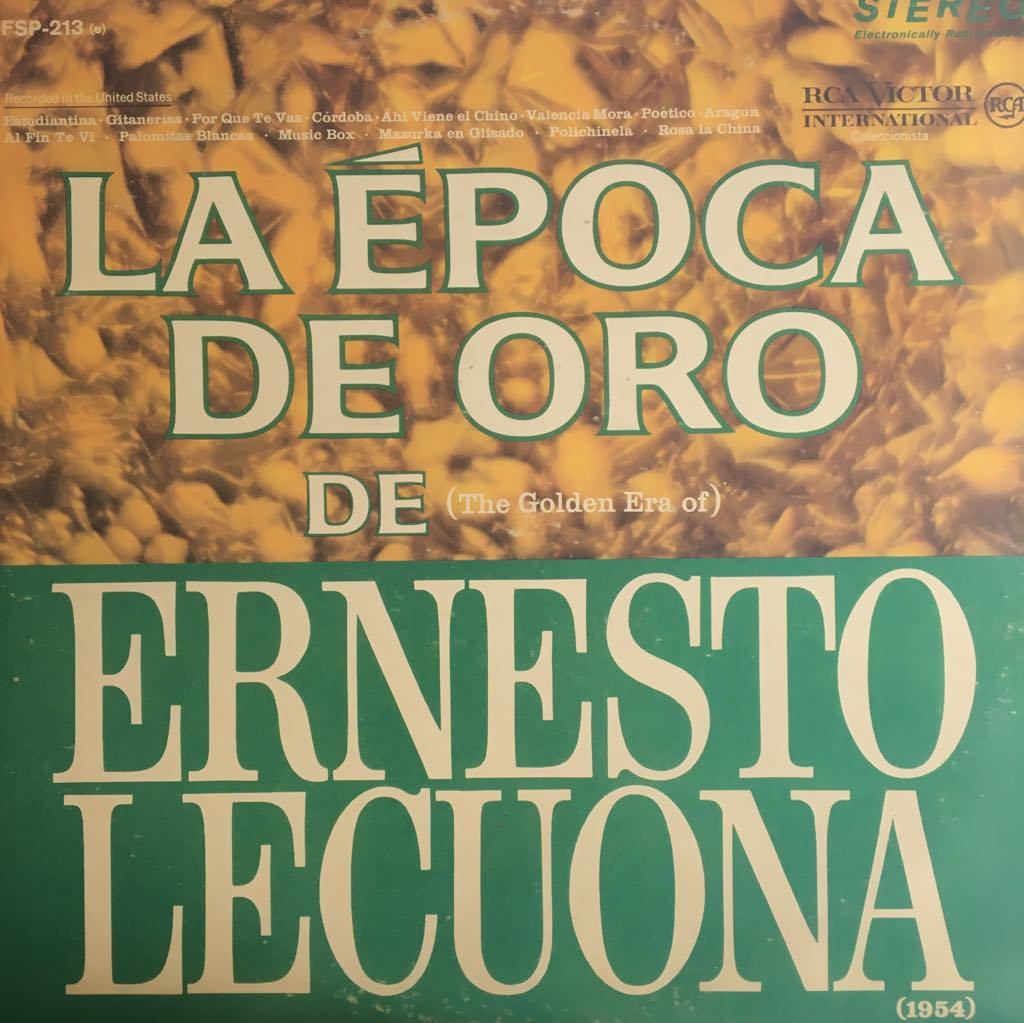 FSP-213 (e)
STEREO
Electronically Reprocessed
Recorded in the United States
Estudiantina · Gitanerías · Por Que Te Vas · Córdoba · Ahí Viene el Chino · Valencia Mora · Poético · Aragón
Al Fin Te Vi · Palomitas Blancas · Music Box · Mazurka en Glisado · Polichinela · Rosa la China
RCA VICTOR
INTERNATIONAL
RCA
Coleccionista
LA ÉPOCA
DE ORO
DE (The Golden Era of)
ERNESTO
LECUONA
(1954)